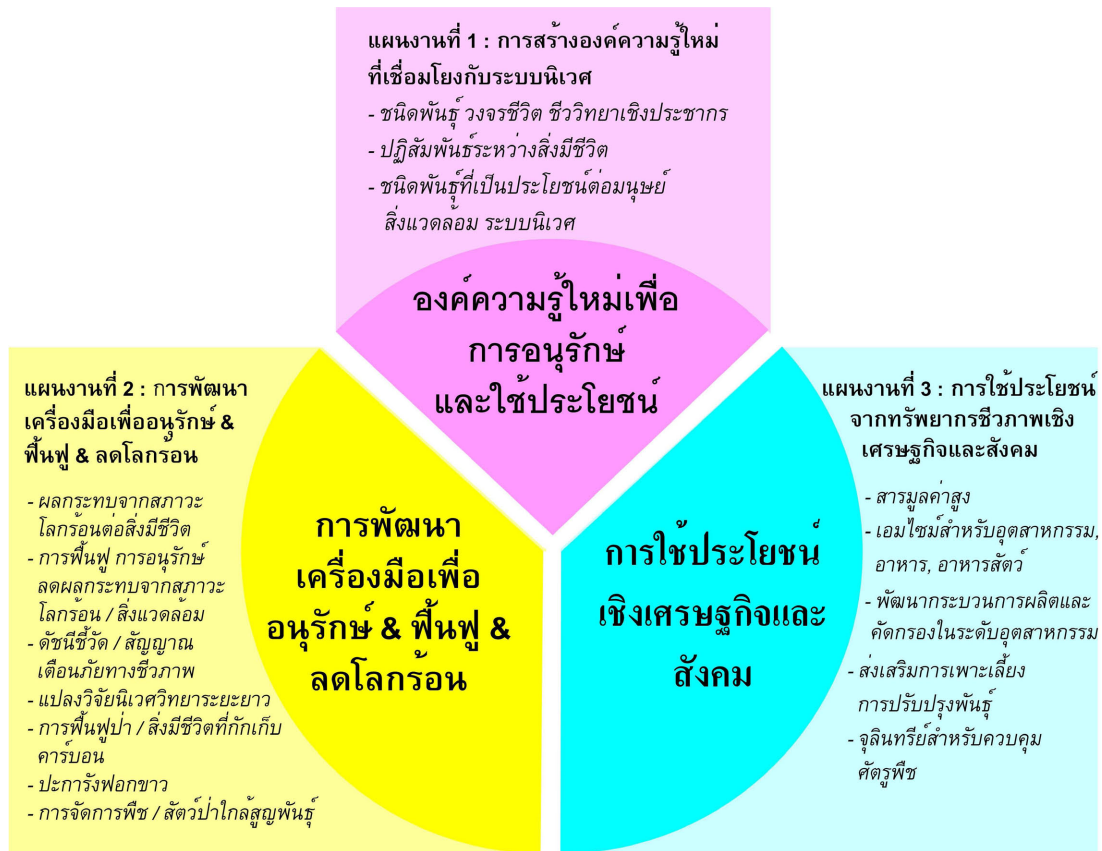 แผนงานที่ 1 : การสร้างองค์ความรู้ใหม่
ที่เชื่อมโยงกับระบบนิเวศ
- ชนิดพันธุ์ วงจรชีวิต ชีววิทยาเชิงประชากร
- ปฏิสัมพันธ์ระหว่างสิ่งมีชีวิต
- ชนิดพันธุ์ที่เป็นประโยชน์ต่อมนุษย์
สิ่งแวดล้อม ระบบนิเวศ
องค์ความรู้ใหม่เพื่อ
การอนุรักษ์
และใช้ประโยชน์
แผนงานที่ 2 : การพัฒนา
เครื่องมือเพื่ออนุรักษ์ &
ฟื้นฟู & ลดโลกร้อน
- ผลกระทบจากสภาวะ
โลกร้อนต่อสิ่งมีชีวิต
- การฟื้นฟู การอนุรักษ์
ลดผลกระทบจากสภาวะ
โลกร้อน / สิ่งแวดล้อม
- ดัชนีชี้วัด / สัญญาณ
เตือนภัยทางชีวภาพ
- แปลงวิจัยนิเวศวิทยาระยะยาว
- การฟื้นฟูป่า / สิ่งมีชีวิตที่กักเก็บ
คาร์บอน
- ปะการังฟอกขาว
- การจัดการพืช / สัตว์ป่าใกล้สูญพันธุ์
การพัฒนา
เครื่องมือเพื่อ
อนุรักษ์ & ฟื้นฟู &
ลดโลกร้อน
การใช้ประโยชน์
เชิงเศรษฐกิจและ
สังคม
แผนงานที่ 3 : การใช้ประโยชน์
จากทรัพยากรชีวภาพเชิง
เศรษฐกิจและสังคม
- สารมูลค่าสูง
- เอมไซม์สำหรับอุตสาหกรรม,
อาหาร, อาหารสัตว์
- พัฒนากระบวนการผลิตและ
คัดกรองในระดับอุตสาหกรรม
- ส่งเสริมการเพาะเลี้ยง
การปรับปรุงพันธุ์
- จุลินทรีย์สำหรับควบคุม
ศัตรูพืช